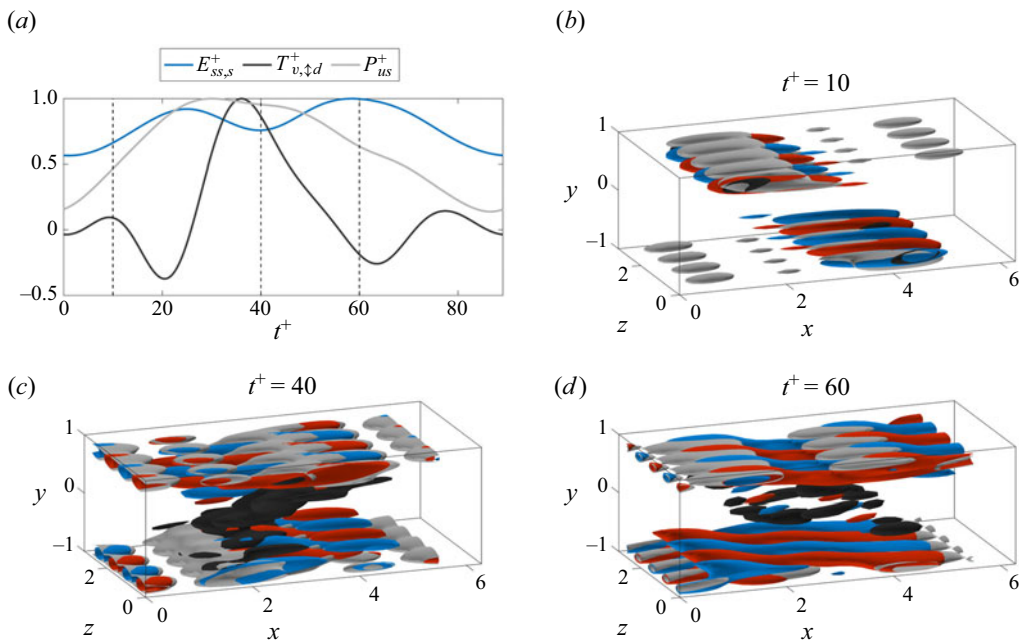 (a)
E⁺ss,s T⁺v,↕d P⁺us
1.0
0.5
0
–0.5
0 20 40 60 80
t⁺
(b)
t⁺ = 10
1
y 0
–1
2
z 0
0 2 4 6
x
(c)
t⁺ = 40
1
y 0
–1
2
z 0
0 2 4 6
x
(d)
t⁺ = 60
1
y 0
–1
2
z 0
0 2 4 6
x